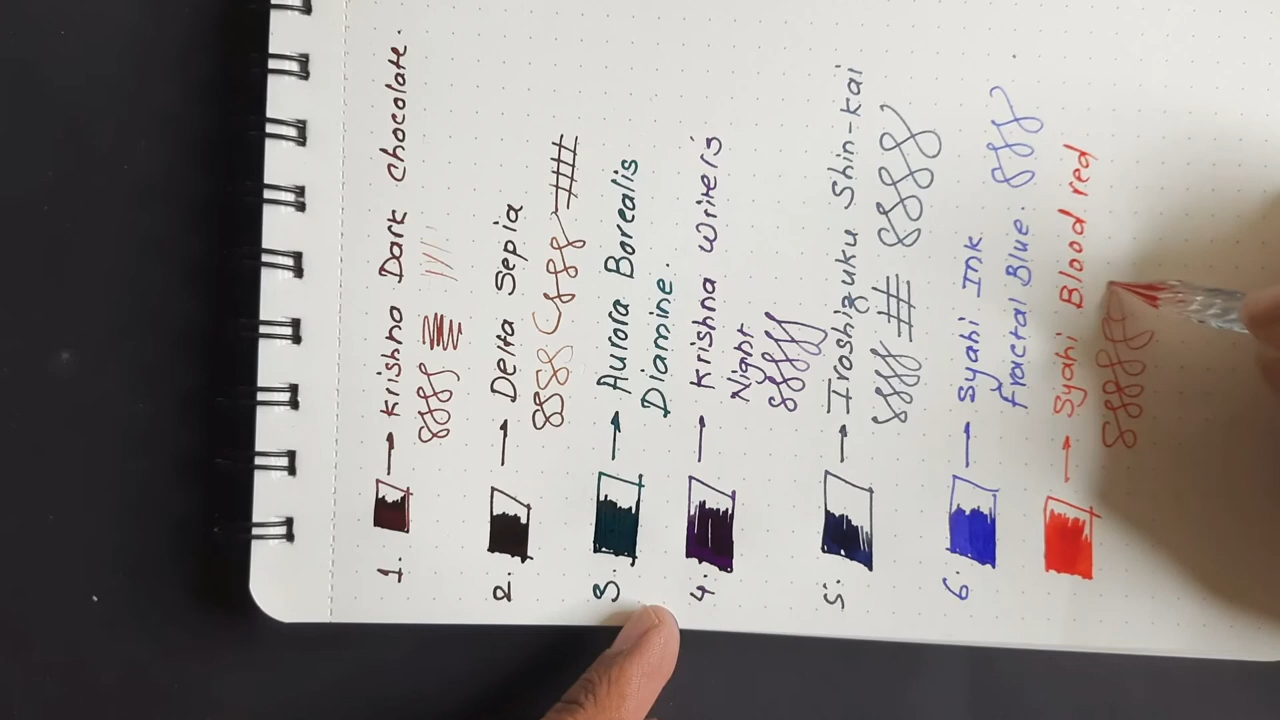 1. → Krishna Dark chocolate.
2. → Delta Sepia
3. → Aurora Borealis
Diamine.
4. → Krishna Writer's
Night
5. → Iroshizuku Shin-kai
6. → Syahi Ink
fractal Blue.
→ Syahi Blood red